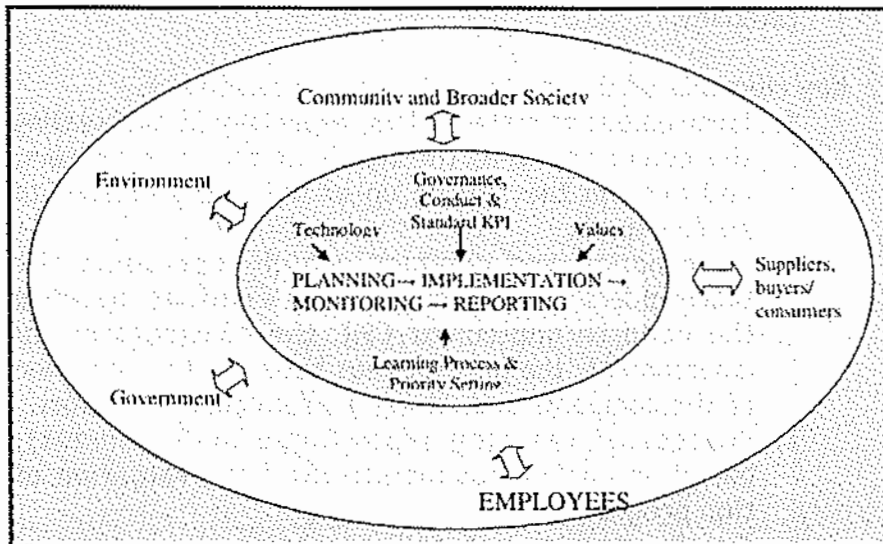 Community and Broader Society
Environment
Governance,
Conduct &
Standard KPI
Technology
Values
PLANNING → IMPLEMENTATION →
MONITORING → REPORTING
Suppliers,
buyers/
consumers
Learning Process &
Priority Setting
Government
EMPLOYEES